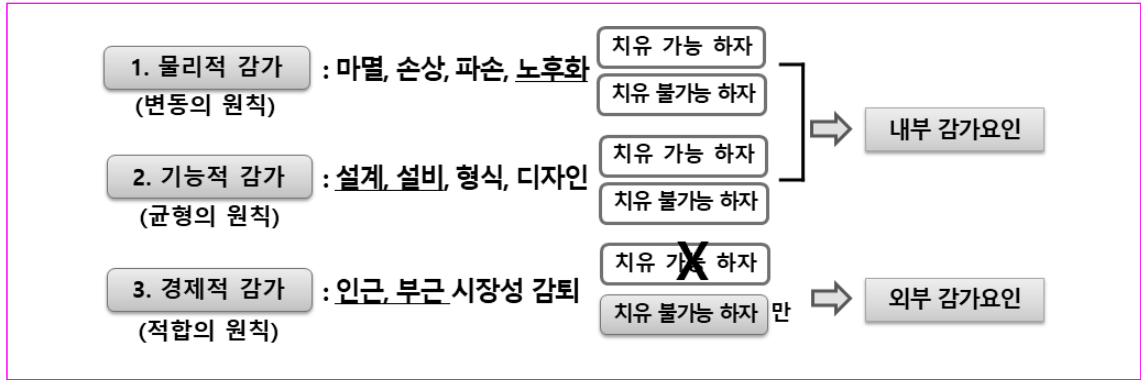 1. 물리적 감가 : 마멸, 손상, 파손, 노후화
(변동의 원칙)
치유 가능 하자
치유 불가능 하자
2. 기능적 감가 : 설계, 설비, 형식, 디자인
(균형의 원칙)
치유 가능 하자
치유 불가능 하자
내부 감가요인
3. 경제적 감가 : 인근, 부근 시장성 감퇴
(적합의 원칙)
치유 가능 하자
X
치유 불가능 하자 만
외부 감가요인